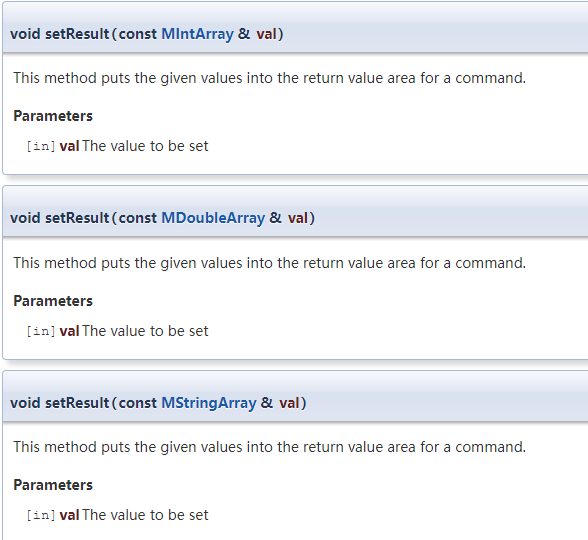 void setResult(const MIntArray & val)
This method puts the given values into the return value area for a command.
Parameters
[in] val The value to be set
void setResult(const MDoubleArray & val)
This method puts the given values into the return value area for a command.
Parameters
[in] val The value to be set
void setResult(const MStringArray & val)
This method puts the given values into the return value area for a command.
Parameters
[in] val The value to be set